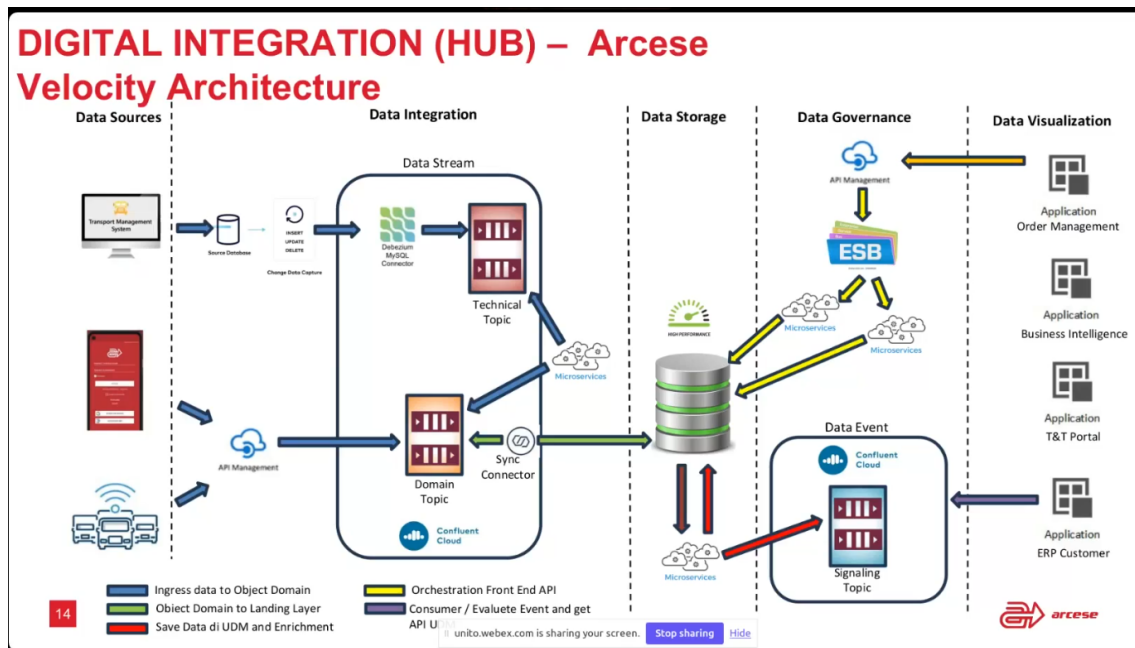 DIGITAL INTEGRATION (HUB) – Arcese
Velocity Architecture
Data Sources
Data Integration
Data Storage
Data Governance
Data Visualization
Data Stream
Transport Management
System
Source Database
INSERT
UPDATE
DELETE
Change Data Capture
Debezium
MySQL
Connector
Technical
Topic
Microservices
API Management
Domain
Topic
Sync
Connector
Confluent
Cloud
HIGH PERFORMANCE
Microservices
API Management
ESB
Microservices
Microservices
Data Event
Confluent
Cloud
Signaling
Topic
Application
Order Management
Application
Business Intelligence
Application
T&T Portal
Application
ERP Customer
Ingress data to Object Domain
Object Domain to Landing Layer
Save Data di UDM and Enrichment
Orchestration Front End API
Consumer / Evaluete Event and get
API UDM
14
arcese
unito.webex.com is sharing your screen.
Stop sharing
Hide